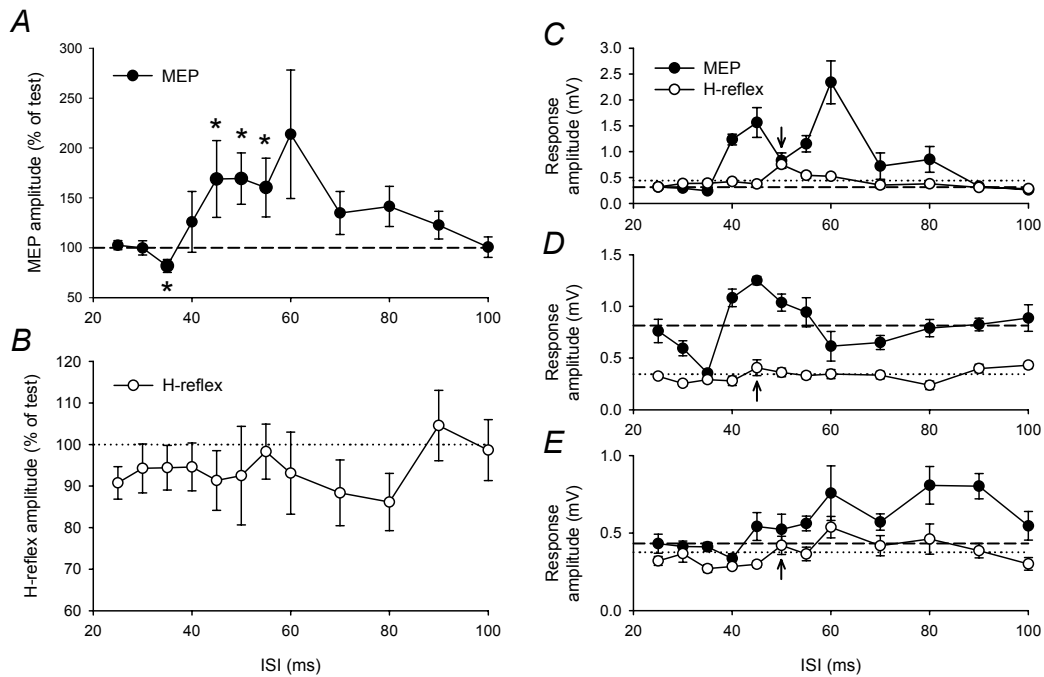 A
MEP amplitude (% of test)
300
250
200
150
100
50
MEP
*
*
*
*
20
40
60
80
100
B
H-reflex amplitude (% of test)
120
110
100
90
80
70
60
H-reflex
20
40
60
80
100
ISI (ms)
C
Response
amplitude (mV)
3.0
2.5
2.0
1.5
1.0
0.5
0.0
MEP
H-reflex
20
40
60
80
100
D
Response
amplitude (mV)
1.5
1.0
0.5
0.0
20
40
60
80
100
E
Response
amplitude (mV)
1.0
0.5
0.0
20
40
60
80
100
ISI (ms)